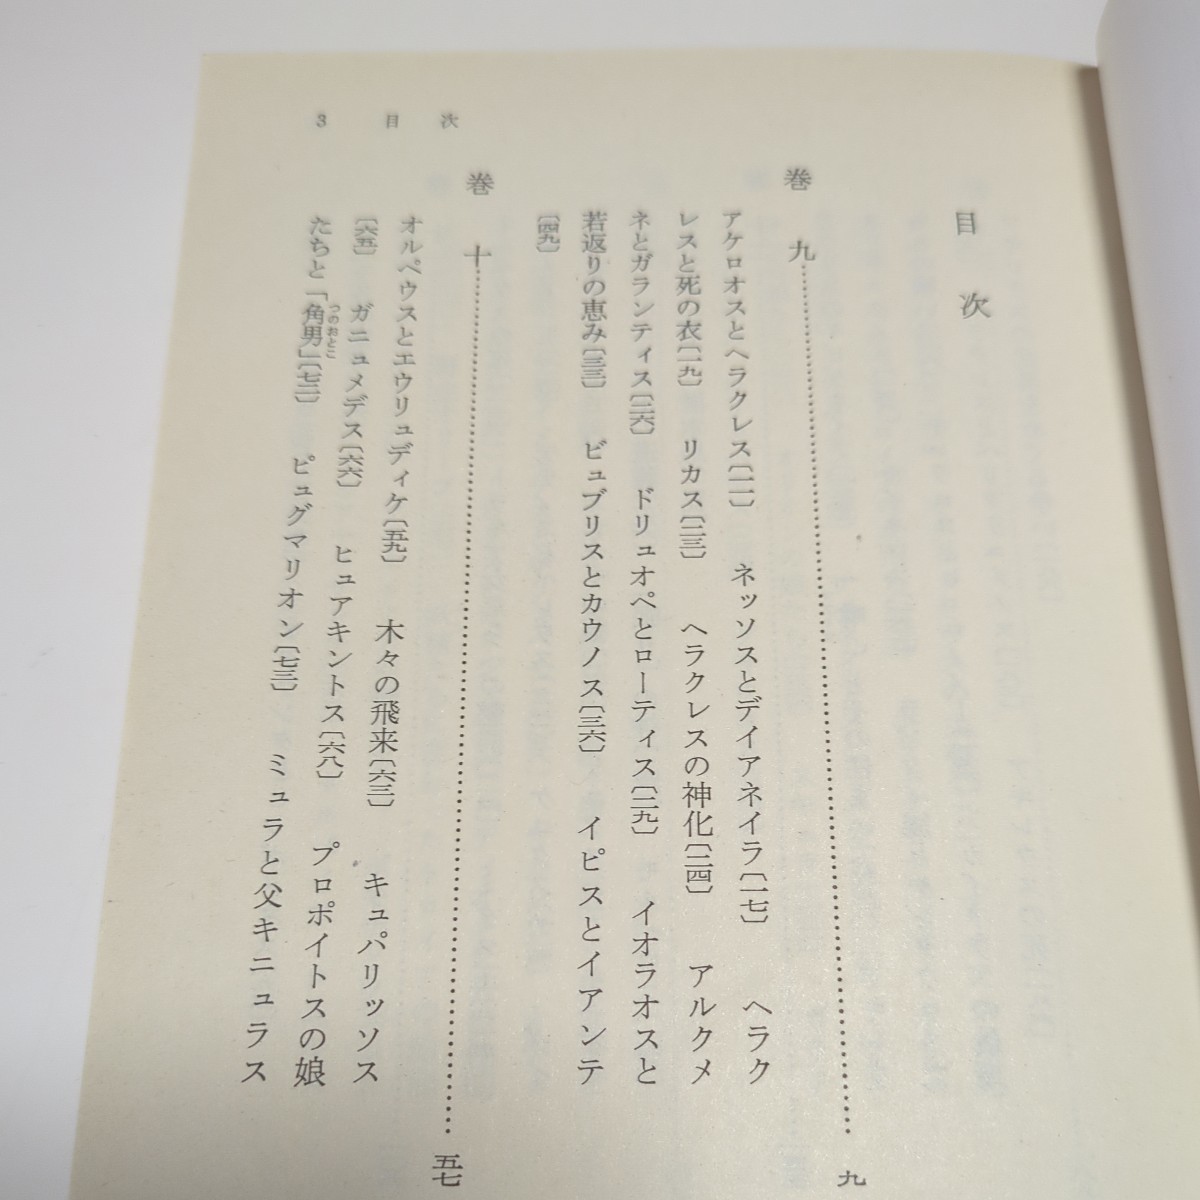 3 目次
目次
巻九……………………………九
アケロオスとヘラクレス〔一一〕 ネッソスとデイアネイラ〔一七〕 ヘラク
レスと死の衣〔一九〕 リカス〔二三〕 ヘラクレスの神化〔二四〕 アルクメ
ネとガランティス〔二六〕 ドリュオペとローティス〔二九〕 イオラオスと
若返りの恵み〔三三〕 ビュブリスとカウノス〔三六〕 イピスとイアンテ
〔四九〕
巻十……………………………五七
オルペウスとエウリュディケ〔五九〕 木々の飛来〔六三〕 キュパリッソス
〔六五〕 ガニュメデス〔六六〕 ヒュアキントス〔六八〕 プロポイトスの娘
たちと「角男」〔七二〕 ピュグマリオン〔七三〕 ミュラと父キニュラス
つのおとこ